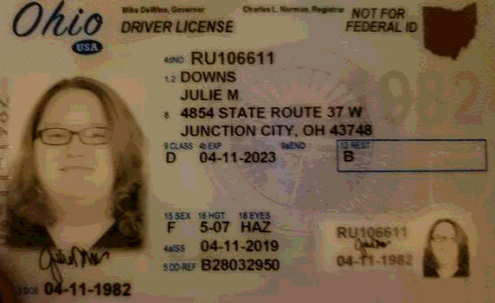 Ohio
USA
Mike DeWine, Governor
Charles L. Norman, Registrar
DRIVER LICENSE
NOT FOR
FEDERAL ID
4d NO RU106611
1,2 DOWNS
JULIE M
8 4854 STATE ROUTE 37 W
JUNCTION CITY, OH 43748
1982
9 CLASS 4b EXP 9a END 12 REST
D 04-11-2023 B
15 SEX 16 HGT 18 EYES
F 5-07 HAZ
4a ISS 04-11-2019
5 DD-REF B28032950
DOB 04-11-1982
RU106611
04-11-1982